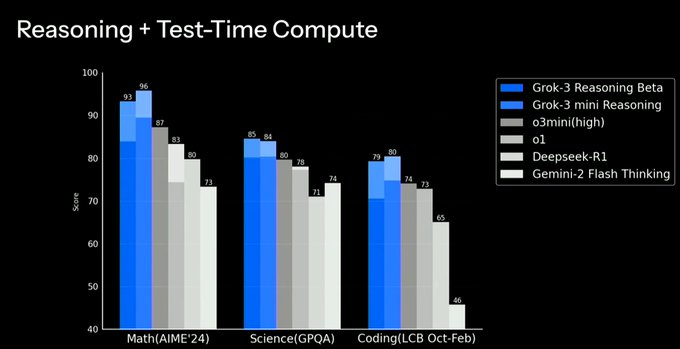 Reasoning + Test-Time Compute
100
90
80
70
60
50
40
Score
93
96
87
83
80
73
85
84
80
78
71
74
79
80
74
73
65
46
Math(AIME'24)
Science(GPQA)
Coding(LCB Oct-Feb)
Grok-3 Reasoning Beta
Grok-3 mini Reasoning
o3mini(high)
o1
Deepseek-R1
Gemini-2 Flash Thinking